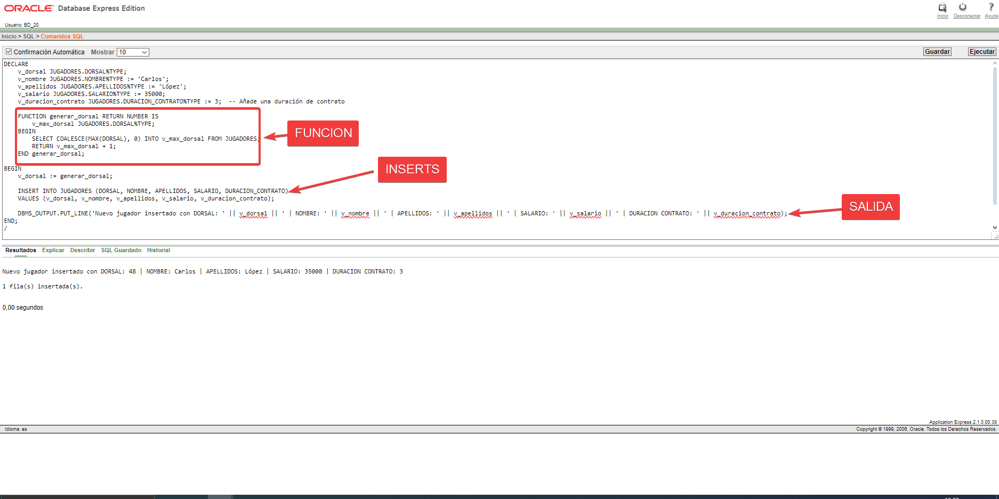 ORACLE Database Express Edition
Inicio Desconectar Ayuda
Usuario: BD_20
Inicio > SQL > Comandos SQL
Confirmación Automática Mostrar 10 Guardar Ejecutar
DECLARE
v_dorsal JUGADORES.DORSAL%TYPE;
v_nombre JUGADORES.NOMBRE%TYPE := 'Carlos';
v_apellidos JUGADORES.APELLIDOS%TYPE := 'López';
v_salario JUGADORES.SALARIO%TYPE := 35000;
v_duracion_contrato JUGADORES.DURACION_CONTRATO%TYPE := 3;  -- Añade una duración de contrato
FUNCTION generar_dorsal RETURN NUMBER IS
v_max_dorsal JUGADORES.DORSAL%TYPE;
BEGIN
SELECT COALESCE(MAX(DORSAL), 0) INTO v_max_dorsal FROM JUGADORES;
RETURN v_max_dorsal + 1;
END generar_dorsal;
FUNCION
BEGIN
v_dorsal := generar_dorsal;
INSERTS
INSERT INTO JUGADORES (DORSAL, NOMBRE, APELLIDOS, SALARIO, DURACION_CONTRATO)
VALUES (v_dorsal, v_nombre, v_apellidos, v_salario, v_duracion_contrato);
SALIDA
DBMS_OUTPUT.PUT_LINE('Nuevo jugador insertado con DORSAL: ' || v_dorsal || ' | NOMBRE: ' || v_nombre || ' | APELLIDOS: ' || v_apellidos || ' | SALARIO: ' || v_salario || ' | DURACION CONTRATO: ' || v_duracion_contrato);
END;
/
Resultados Explicar Describir SQL Guardado Historial
Nuevo jugador insertado con DORSAL: 48 | NOMBRE: Carlos | APELLIDOS: López | SALARIO: 35000 | DURACION CONTRATO: 3
1 fila(s) insertada(s).
0,00 segundos
Application Express 2.1.0.00.39
Idioma: es Copyright © 1999, 2006, Oracle. Todos los Derechos Reservados.